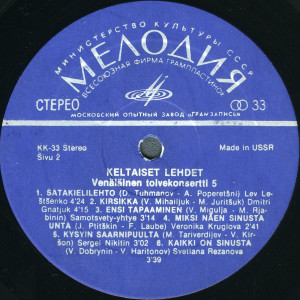 МИНИСТЕРСТВО КУЛЬТУРЫ СССР
МЕЛОДИЯ
ВСЕСОЮЗНАЯ ФИРМА ГРАМПЛАСТИНОК
СТЕРЕО
33
МОСКОВСКИЙ ОПЫТНЫЙ ЗАВОД «ГРАМЗАПИСЬ»
KK-33 Stereo
Sivu 2
Made in USSR
KELTAISET LEHDET
Venäläinen toivekonsertti 5
1. SATAKIELILEHTO (D. Tuhmanov - A. Poperetšni) Lev Le-
štšenko 4'24 2. KIRSIKKA (V. Mihailjuk - M. Juritšuk) Dmitri
Gnatjuk 4'15 3. ENSI TAPAAMINEN (V. Migulja - M. Rja-
binin) Samotsvety-yhtye 3'14 4. MIKSI NÄEN SINUSTA
UNTA (J. Ptitškin - F. Laube) Veronika Kruglova 2'41
5. KYSYIN SAARNIPUULTA (M. Tariverdijev - V. Kir-
šon) Sergei Nikitin 3'02 6. KAIKKI ON SINUSTA
(V. Dobrynin - V. Haritonov) Svetlana Rezanova
3'39